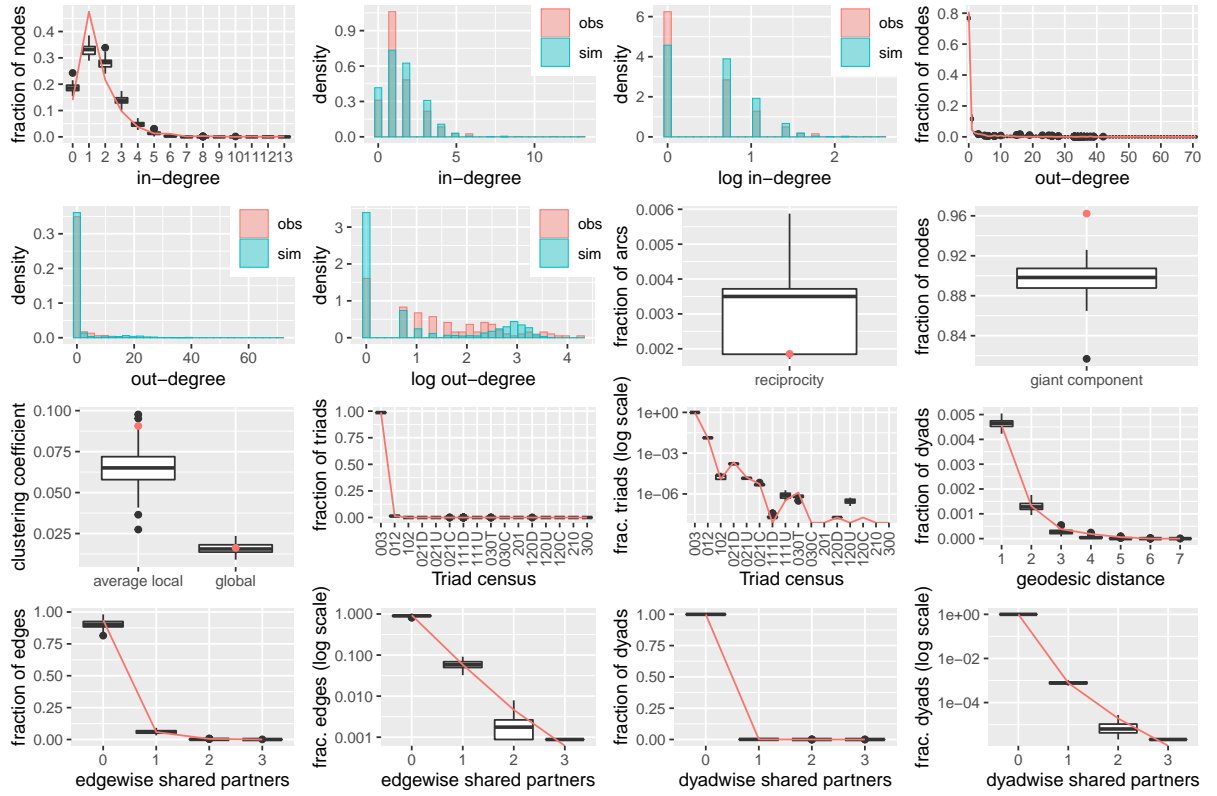 fraction of nodes
0.4
0.3
0.2
0.1
0.0
0 1 2 3 4 5 6 7 8 9 10111213
in−degree
density
0.9
0.6
0.3
0.0
0 5 10
in−degree
obs
sim
density
6
4
2
0
0 1 2
log in−degree
obs
sim
fraction of nodes
0.8
0.6
0.4
0.2
0.0
0 10 20 30 40 50 60 70
out−degree
density
0.3
0.2
0.1
0.0
0 20 40 60
out−degree
obs
sim
density
3
2
1
0
0 1 2 3 4
log out−degree
obs
sim
fraction of arcs
0.006
0.005
0.004
0.003
0.002
reciprocity
fraction of nodes
0.96
0.92
0.88
0.84
giant component
clustering coefficient
0.100
0.075
0.050
0.025
average local global
fraction of triads
1.00
0.75
0.50
0.25
0.00
003 012 102 021D 021U 021C 111D 111U 030T 030C 201 120D 120U 120C 210 300
Triad census
frac. triads (log scale)
1e+00
1e−03
1e−06
003 012 102 021D 021U 021C 111U 030T 030C 201 120D 120U 120C 210 300
Triad census
fraction of dyads
0.005
0.004
0.003
0.002
0.001
0.000
1 2 3 4 5 6 7
geodesic distance
fraction of edges
1.00
0.75
0.50
0.25
0.00
0 1 2 3
edgewise shared partners
frac. edges (log scale)
1.000
0.100
0.010
0.001
0 1 2 3
edgewise shared partners
fraction of dyads
1.00
0.75
0.50
0.25
0.00
0 1 2 3
dyadwise shared partners
frac. dyads (log scale)
1e+00
1e−02
1e−04
0 1 2 3
dyadwise shared partners